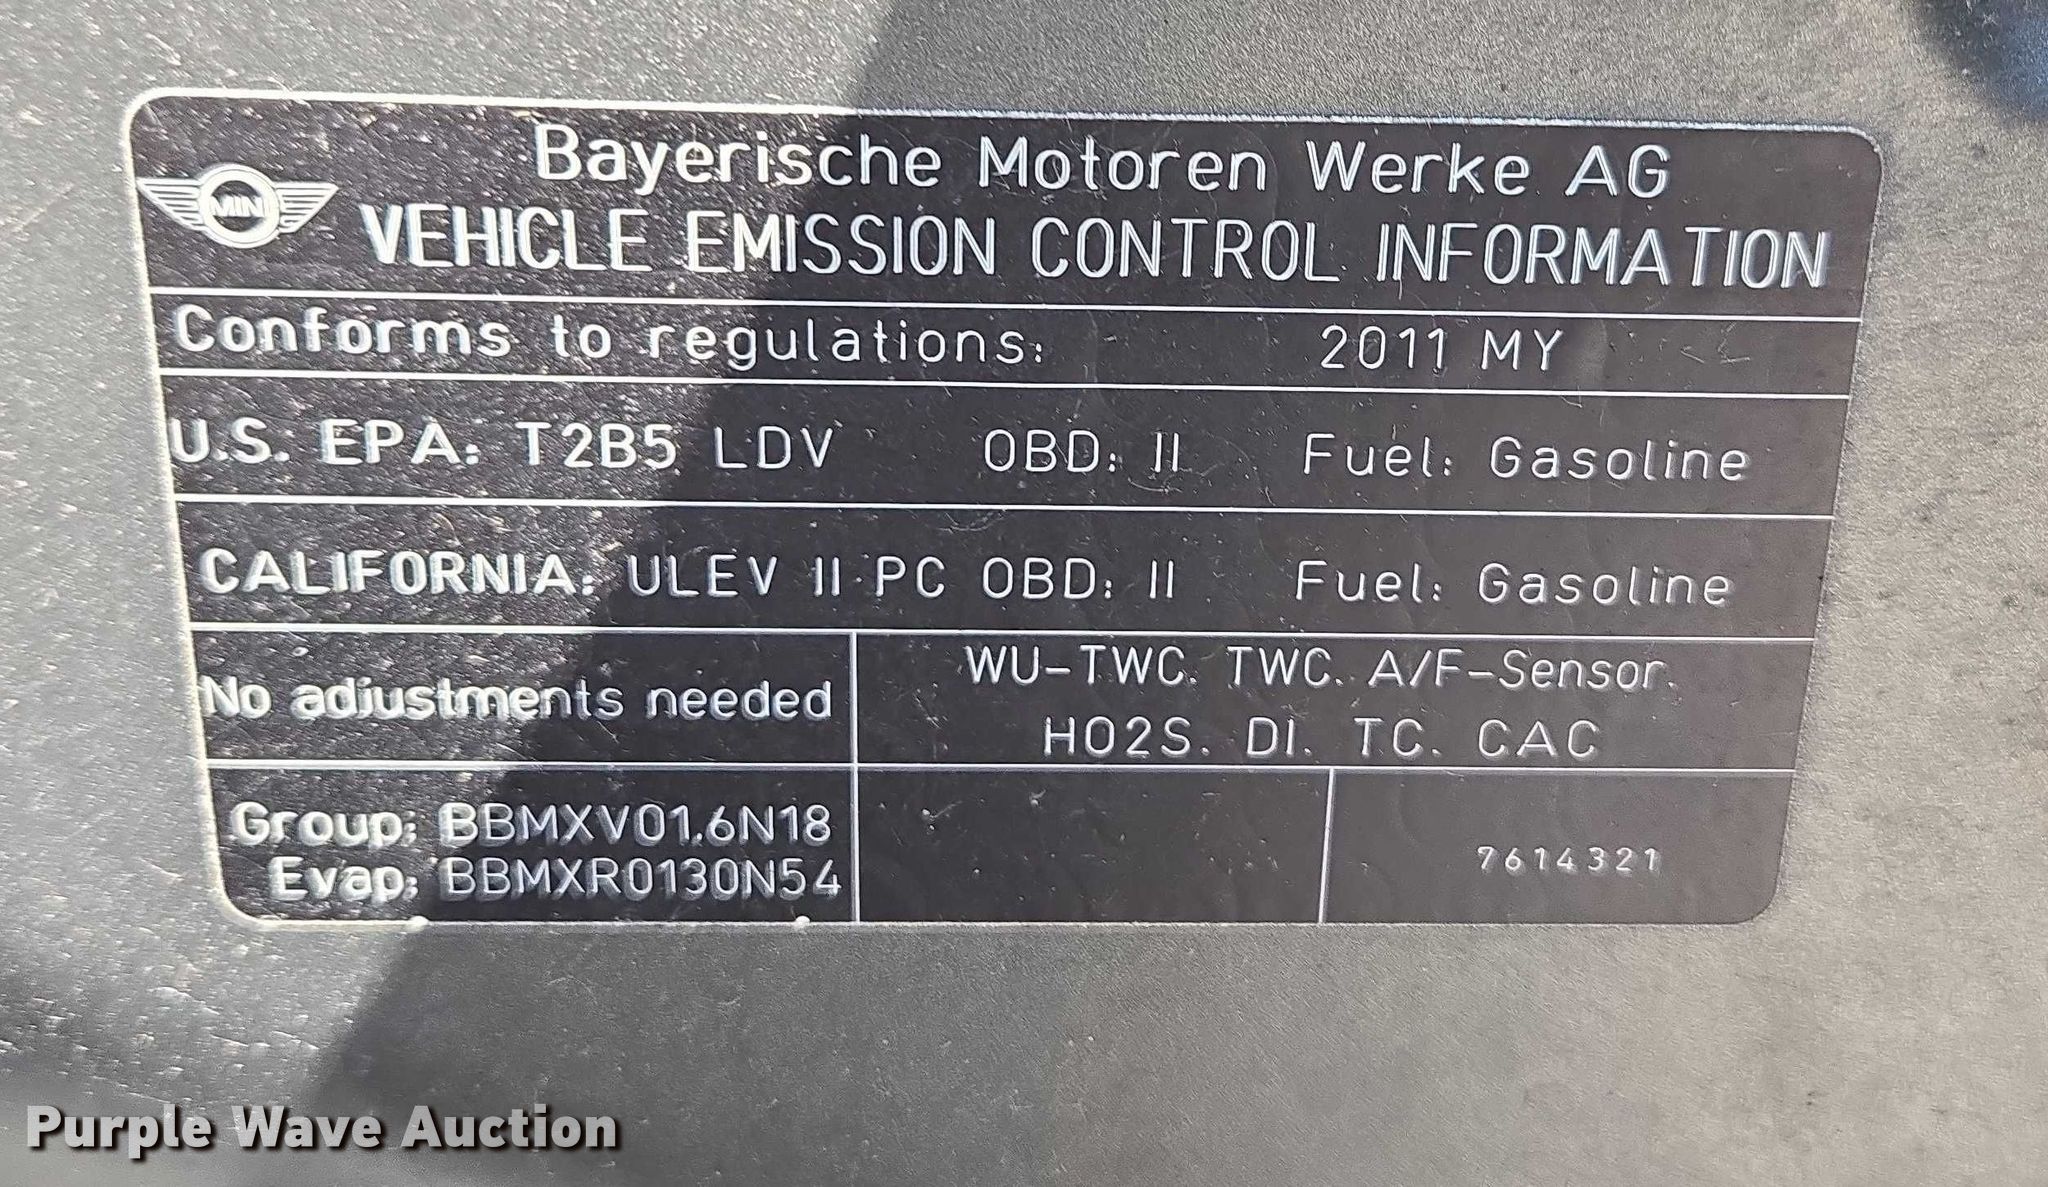 MINI
Bayerische Motoren Werke AG
VEHICLE EMISSION CONTROL INFORMATION
Conforms to regulations: 2011 MY
U.S. EPA: T2B5 LDV OBD: II Fuel: Gasoline
CALIFORNIA: ULEV II PC OBD: II Fuel: Gasoline
No adjustments needed
WU-TWC. TWC. A/F-Sensor.
HO2S. DI. TC. CAC
Group: BBMXV01.6N18
Evap: BBMXR0130N54
7614321
Purple Wave Auction